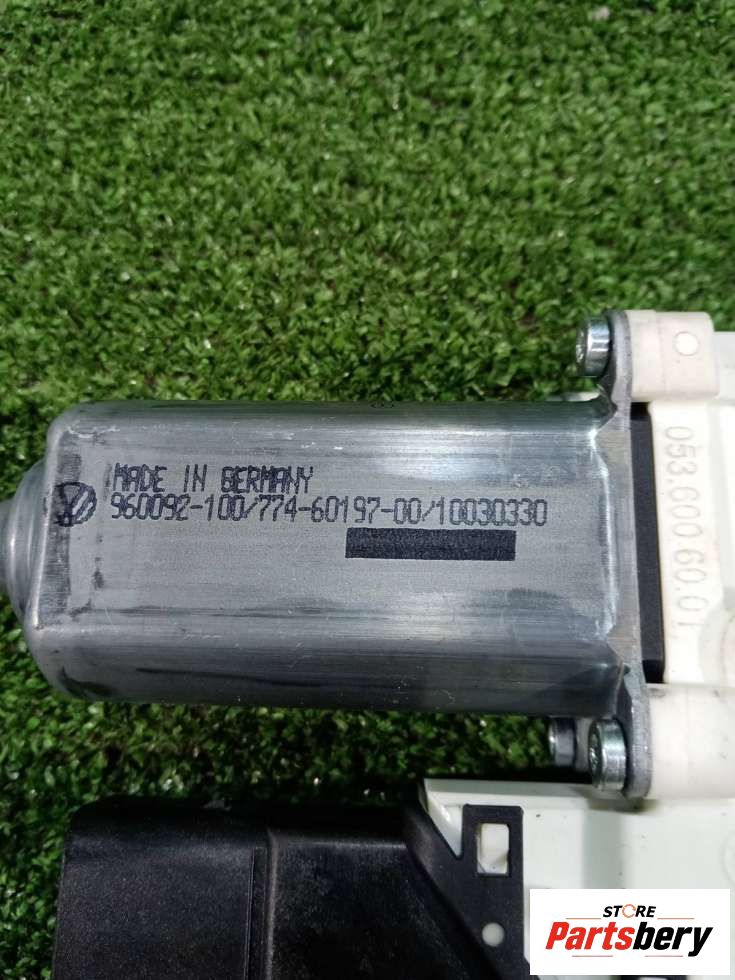 MADE IN GERMANY
960092-100/774-60197-00/10030330
053.600 60.01
STORE
Partsbery